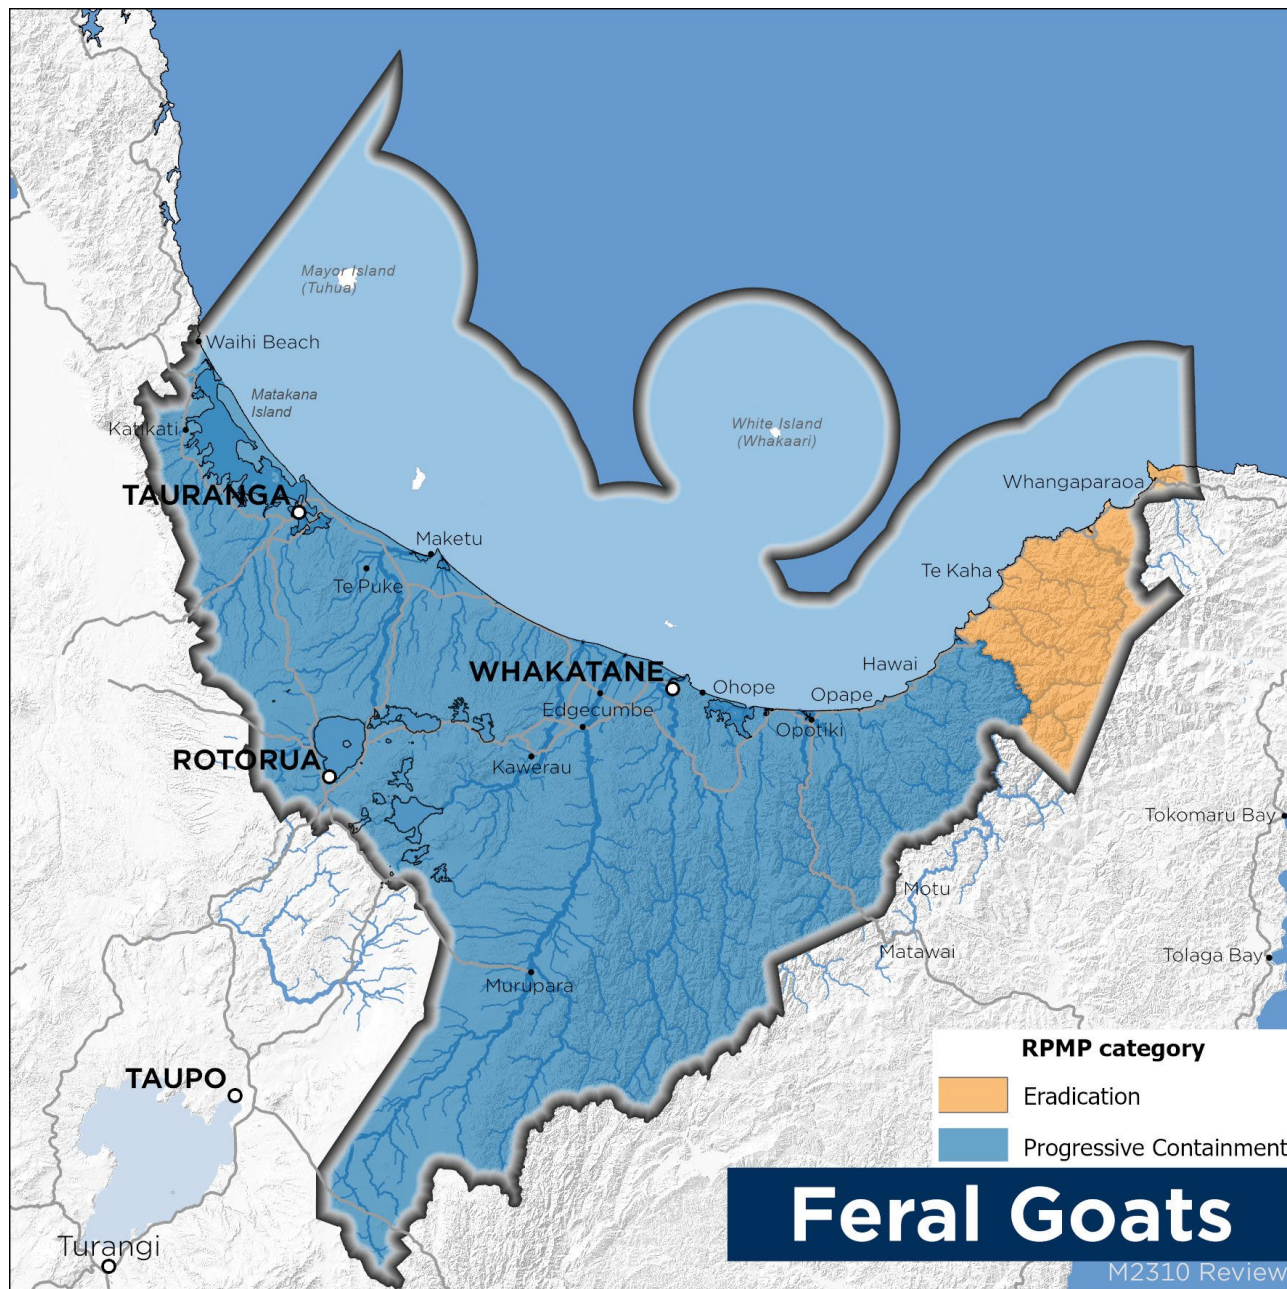 Mayor Island
(Tuhua)
Waihi Beach
Matakana
Island
Katikati
White Island
(Whakaari)
Whangaparaoa
TAURANGA
Maketu
Te Kaha
Te Puke
Hawai
WHAKATANE
Ohope
Opape
Edgecumbe
Opotiki
ROTORUA
Kawerau
Tokomaru Bay
Motu
Matawai
Tolaga Bay
Murupara
RPMP category
TAUPO
Eradication
Progressive Containment
Feral Goats
Turangi
M2310 Review